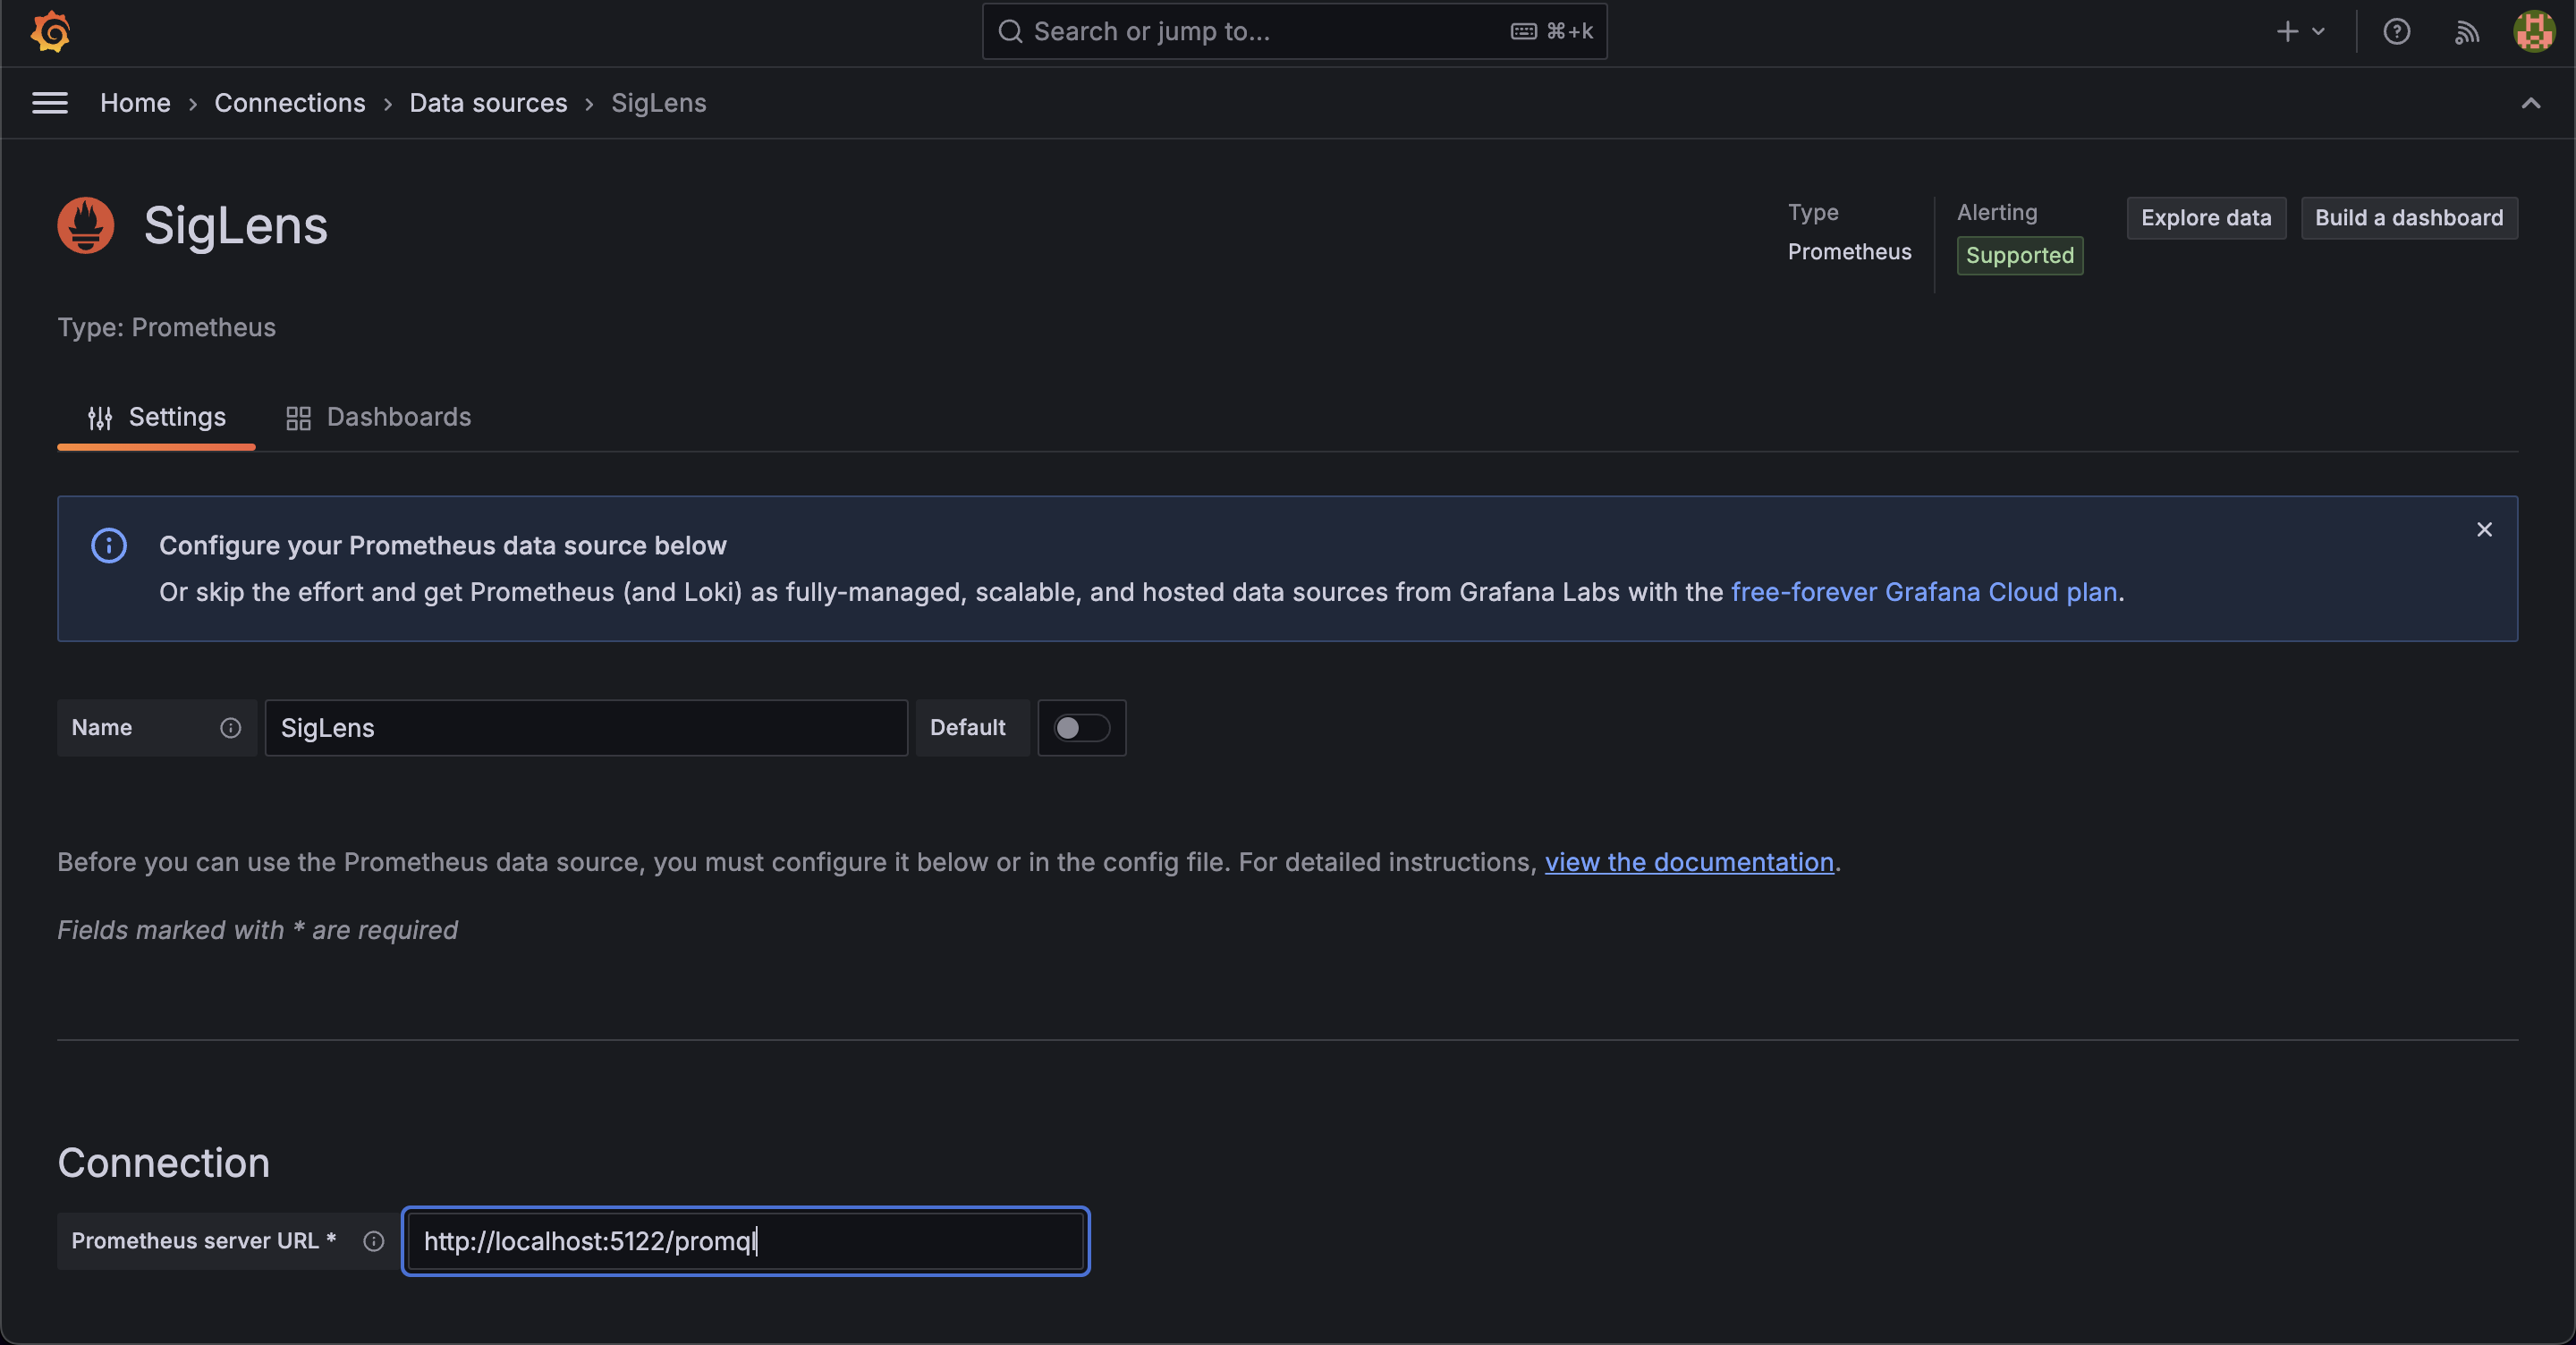 Search or jump to... ⌘+k
Home › Connections › Data sources › SigLens
SigLens
Type
Prometheus
Alerting
Supported
Explore data
Build a dashboard
Type: Prometheus
Settings
Dashboards
Configure your Prometheus data source below
Or skip the effort and get Prometheus (and Loki) as fully-managed, scalable, and hosted data sources from Grafana Labs with the free-forever Grafana Cloud plan.
Name SigLens Default
Before you can use the Prometheus data source, you must configure it below or in the config file. For detailed instructions, view the documentation.
Fields marked with * are required
Connection
Prometheus server URL * http://localhost:5122/promql